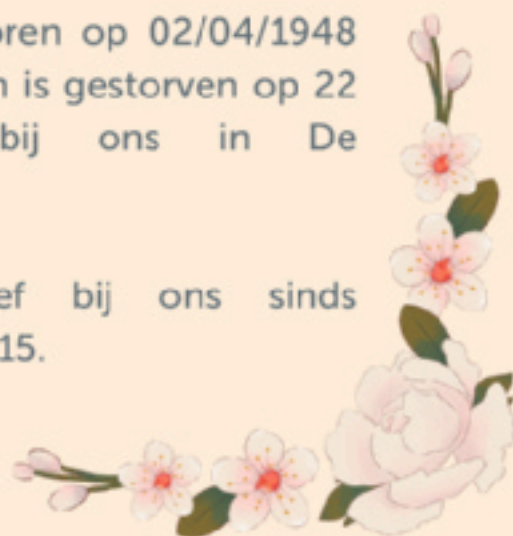 oren op 02/04/1948
n is gestorven op 22
bij ons in De
ef bij ons sinds
15.